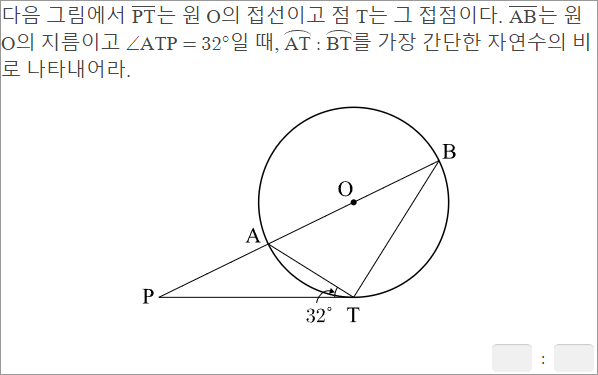 다음 그림에서 PT는 원 O의 접선이고 점 T는 그 접점이다. AB는 원
O의 지름이고 ∠ATP = 32°일 때, AT : BT를 가장 간단한 자연수의 비
로 나타내어라.
B
O
A
P
32°
T
: